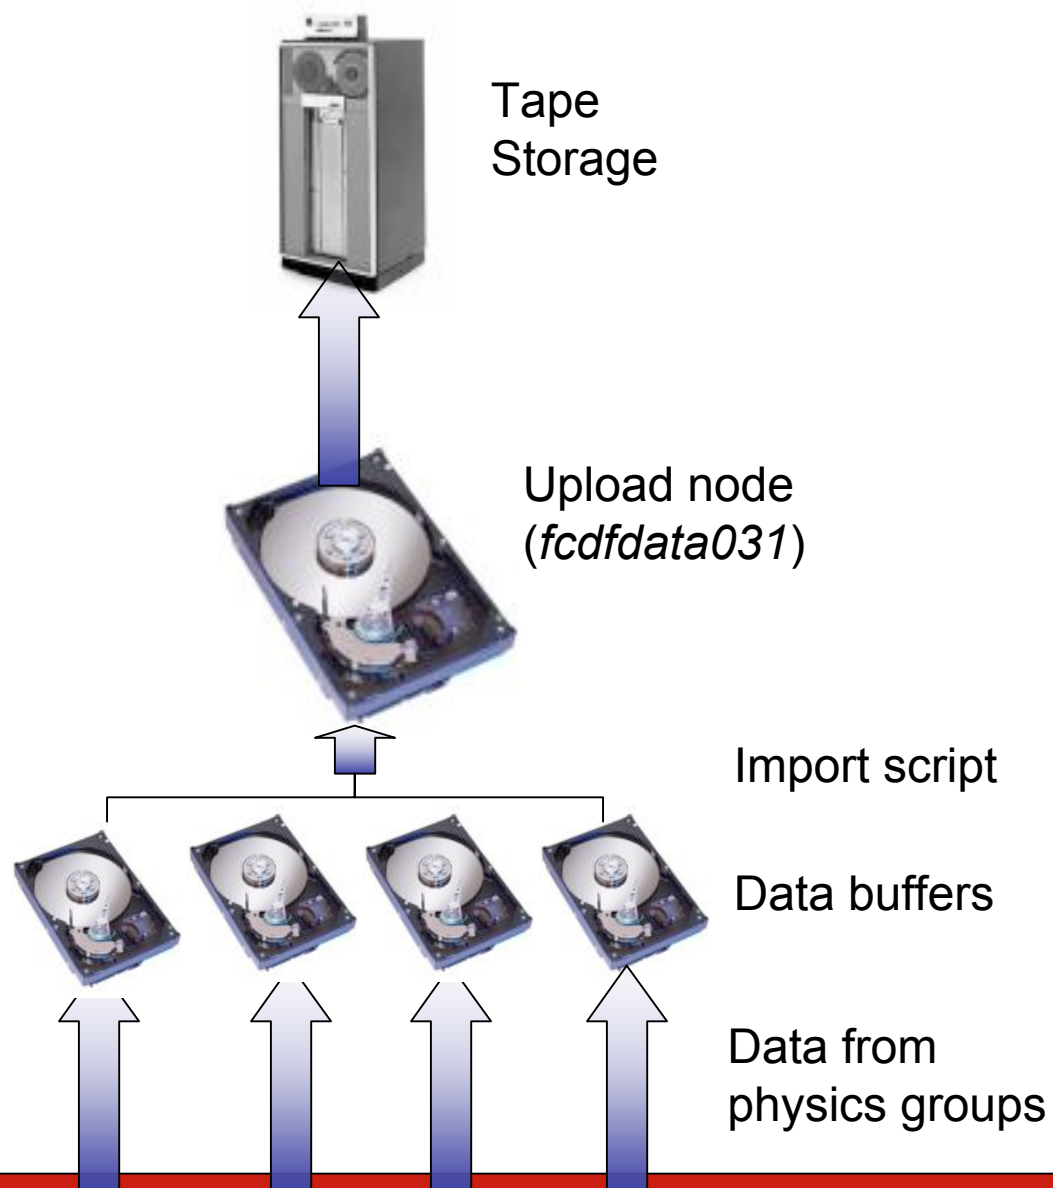 Tape
Storage
Upload node
(fcdfdata031)
Import script
Data buffers
Data from
physics groups